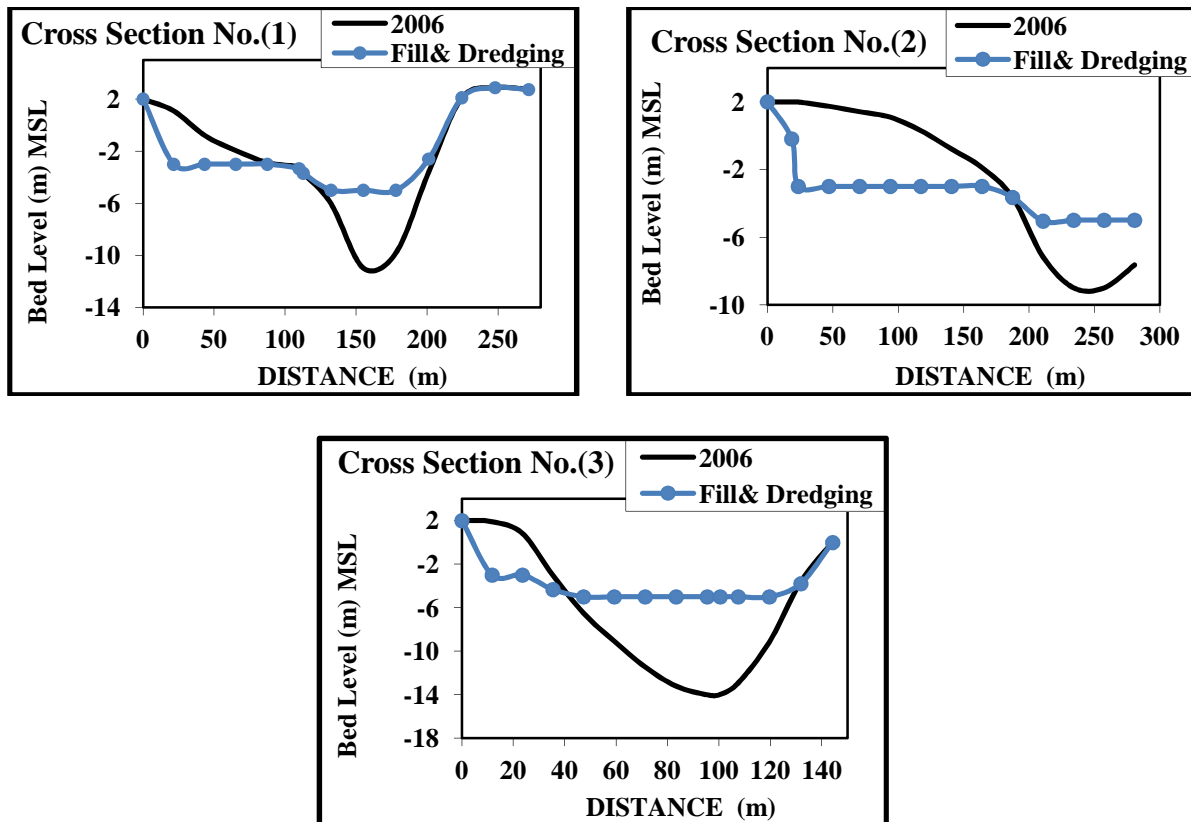 Cross Section No.(1)
2006
Fill& Dredging
Bed Level (m) MSL
2
-2
-6
-10
-14
0 50 100 150 200 250
DISTANCE (m)
Cross Section No.(2)
2006
Fill& Dredging
Bed Level (m) MSL
2
-2
-6
-10
0 50 100 150 200 250 300
DISTANCE (m)
Cross Section No.(3)
2006
Fill& Dredging
Bed Level (m) MSL
2
-2
-6
-10
-14
-18
0 20 40 60 80 100 120 140
DISTANCE (m)